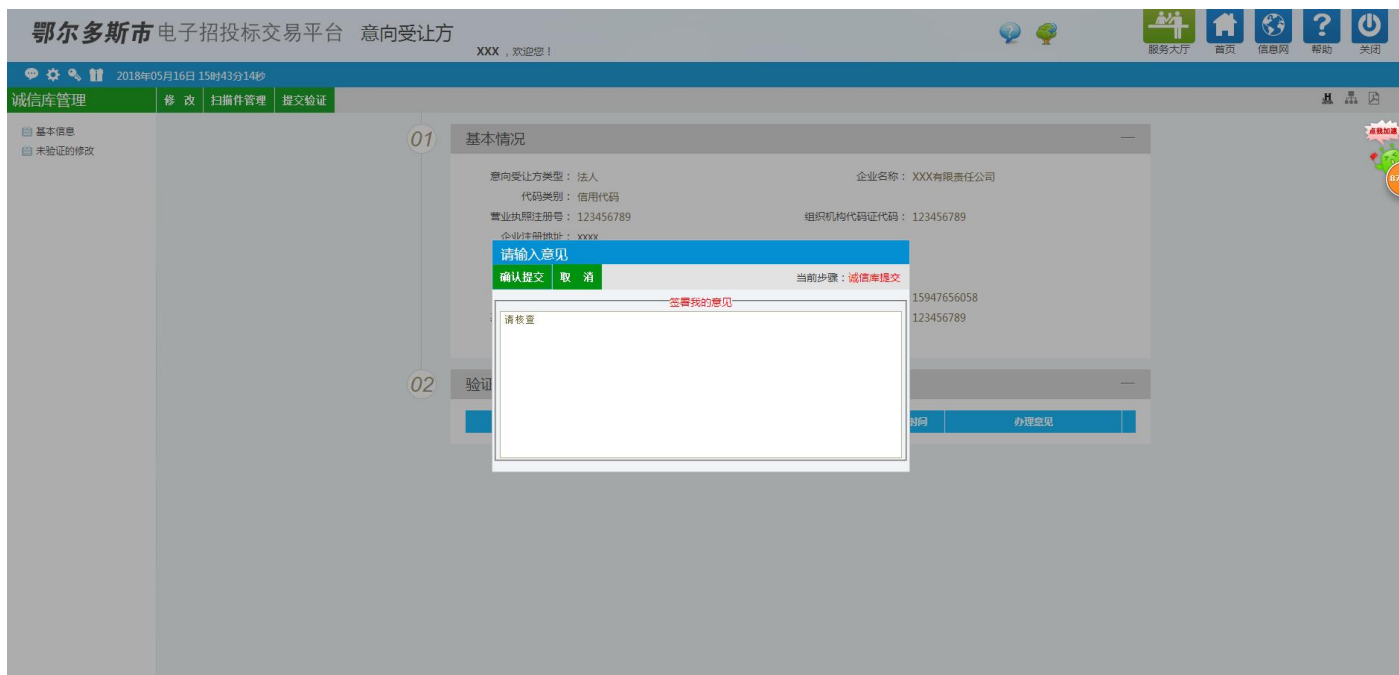 鄂尔多斯市电子招投标交易平台 意向受让方
XXX ，欢迎您！
服务大厅 首页 信息网 帮助 关闭
2018年05月16日 15时43分14秒
诚信库管理 修 改 扫描件管理 提交验证
基本信息
未验证的修改
01 基本情况
意向受让方类型： 法人 企业名称： XXX有限责任公司
代码类别： 信用代码
营业执照注册号： 123456789 组织机构代码证代码： 123456789
企业注册地址： xxxx
请输入意见
确认提交 取 消 当前步骤：诚信库提交
签署我的意见
请核查
15947656058
123456789
02 验证
时间 办理意见
点我加速
87